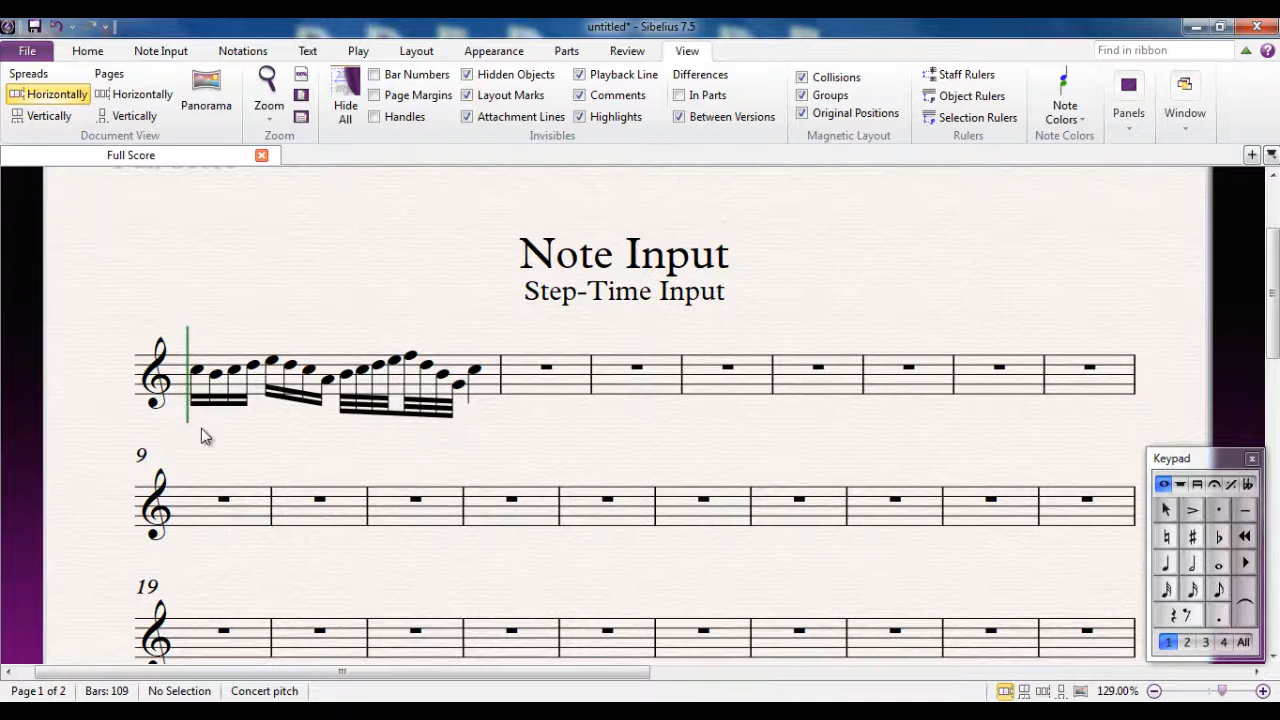 untitled* - Sibelius 7.5
File Home Note Input Notations Text Play Layout Appearance Parts Review View Find in ribbon
Spreads Pages Bar Numbers Hidden Objects Playback Line Differences Collisions Staff Rulers
Horizontally Horizontally Panorama Zoom Hide All Page Margins Layout Marks Comments In Parts Groups Object Rulers Note Colors Panels Window
Vertically Vertically Handles Attachment Lines Highlights Between Versions Original Positions Selection Rulers
Document View Zoom Invisibles Magnetic Layout Rulers Note Colors
Full Score
Note Input
Step-Time Input
9
Keypad
19
1 2 3 4 All
Page 1 of 2 Bars: 109 No Selection Concert pitch 129.00%